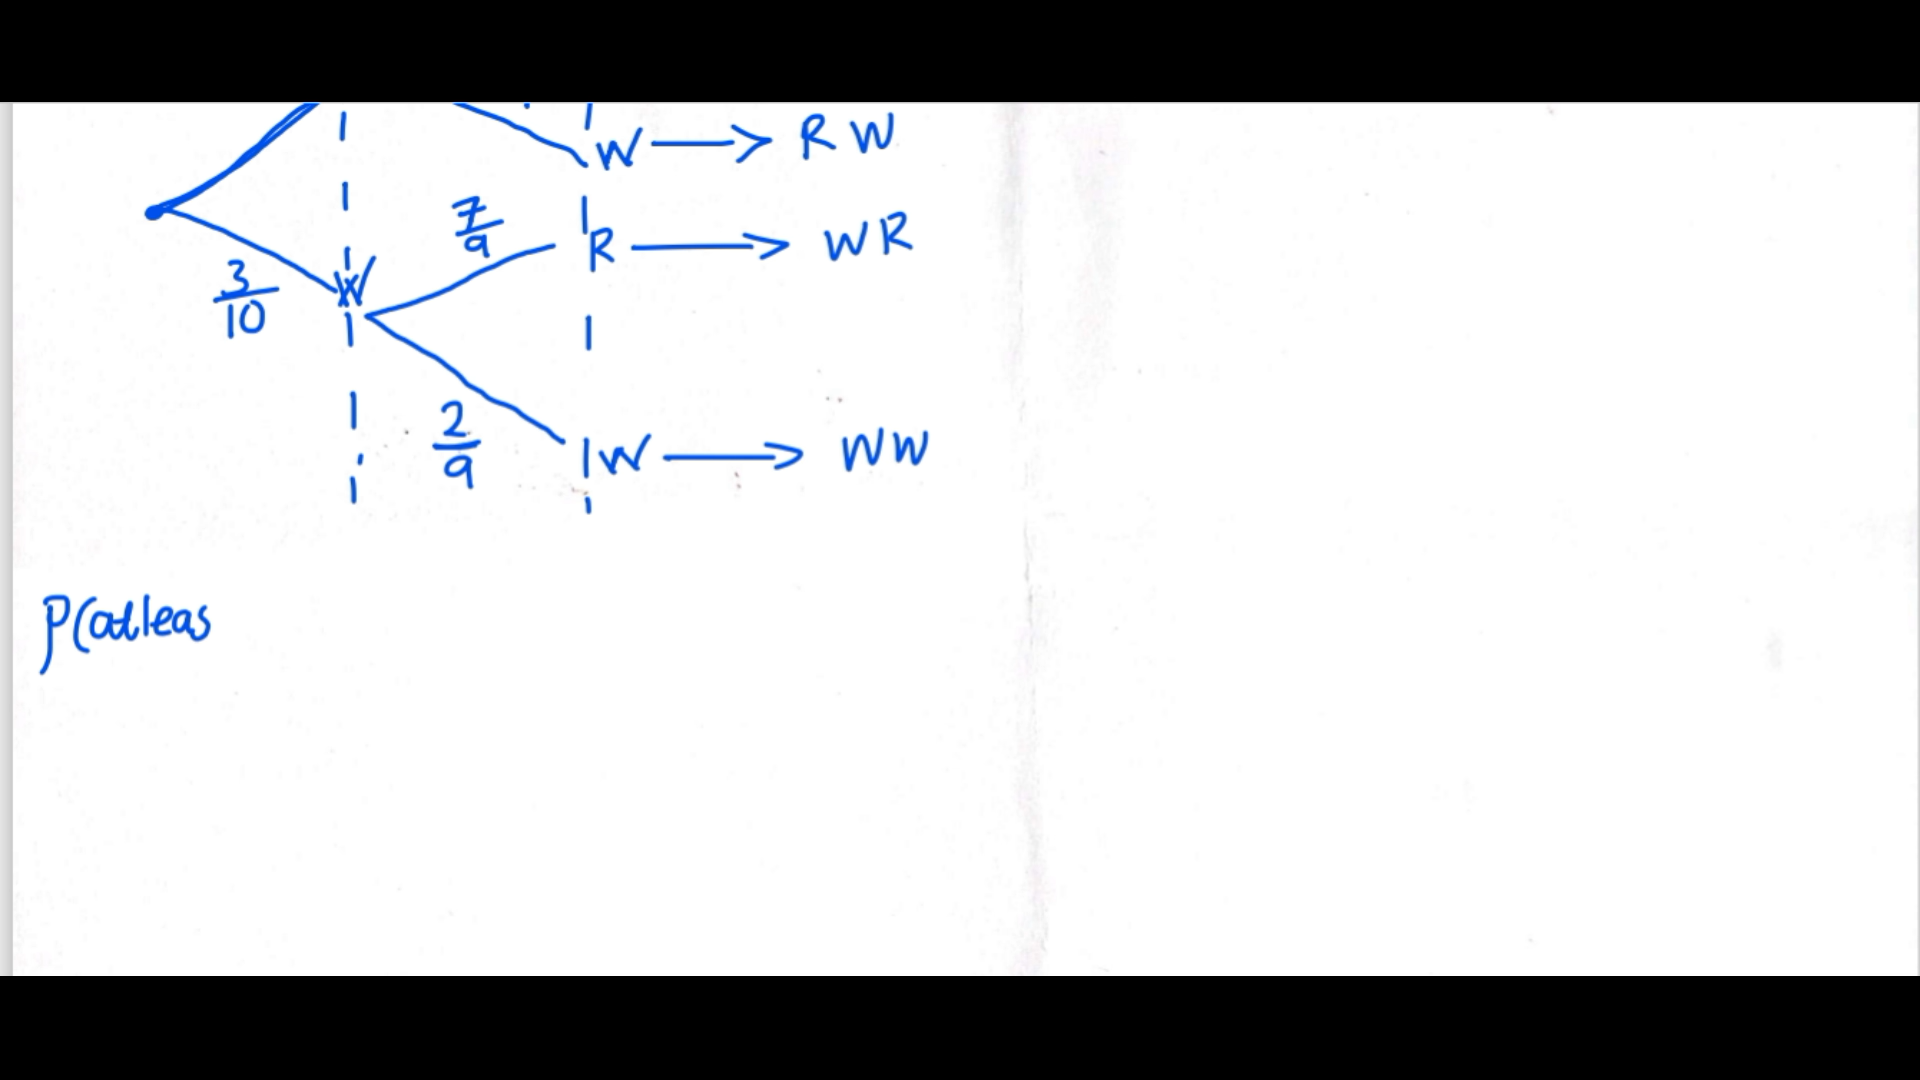 W → RW
7/9
R → WR
3/10
W
2/9
W → WW
P(atleas